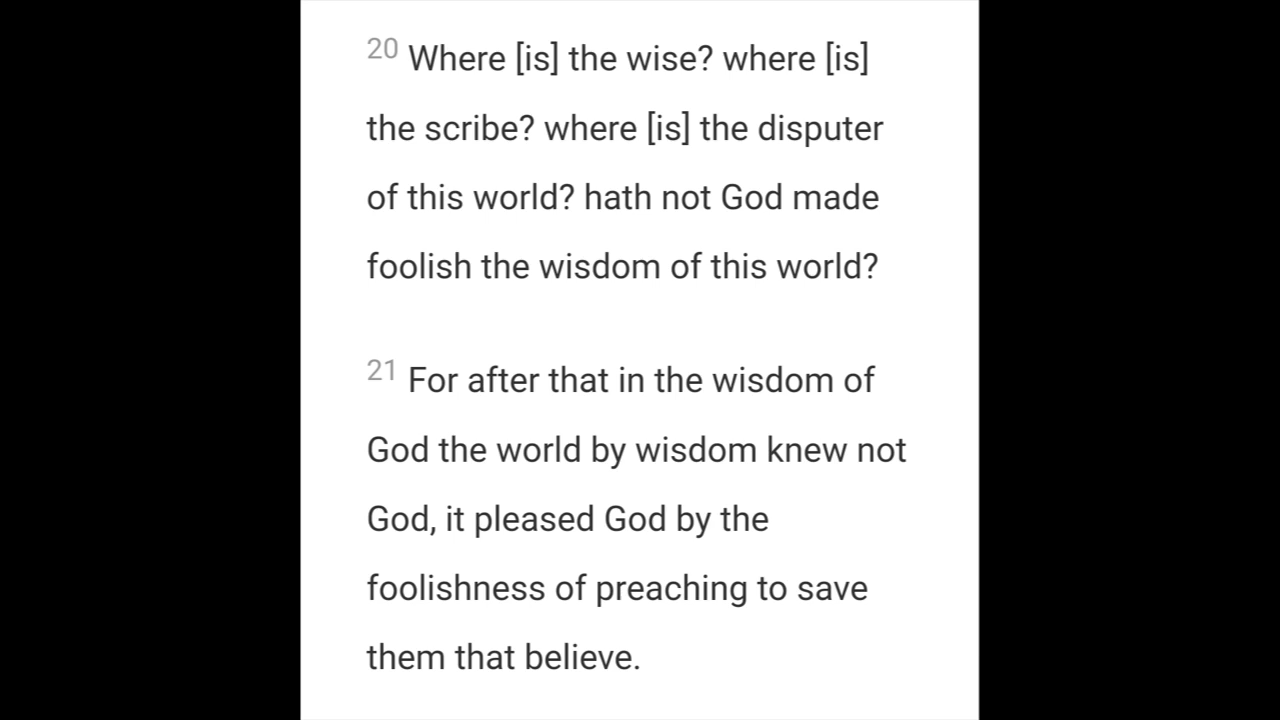 20 Where [is] the wise? where [is]
the scribe? where [is] the disputer
of this world? hath not God made
foolish the wisdom of this world?
21 For after that in the wisdom of
God the world by wisdom knew not
God, it pleased God by the
foolishness of preaching to save
them that believe.